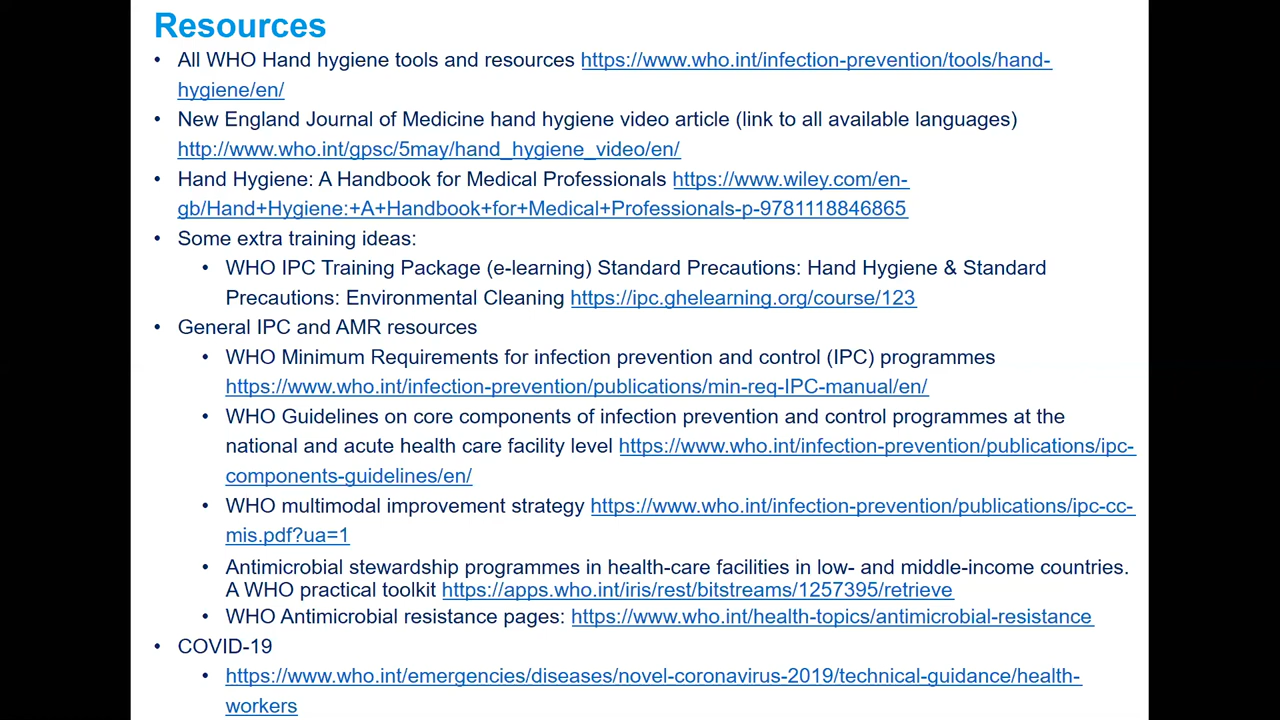 Resources
• All WHO Hand hygiene tools and resources https://www.who.int/infection-prevention/tools/hand-
hygiene/en/
• New England Journal of Medicine hand hygiene video article (link to all available languages)
http://www.who.int/gpsc/5may/hand_hygiene_video/en/
• Hand Hygiene: A Handbook for Medical Professionals https://www.wiley.com/en-
gb/Hand+Hygiene:+A+Handbook+for+Medical+Professionals-p-9781118846865
• Some extra training ideas:
• WHO IPC Training Package (e-learning) Standard Precautions: Hand Hygiene & Standard
Precautions: Environmental Cleaning https://ipc.ghelearning.org/course/123
• General IPC and AMR resources
• WHO Minimum Requirements for infection prevention and control (IPC) programmes
https://www.who.int/infection-prevention/publications/min-req-IPC-manual/en/
• WHO Guidelines on core components of infection prevention and control programmes at the
national and acute health care facility level https://www.who.int/infection-prevention/publications/ipc-
components-guidelines/en/
• WHO multimodal improvement strategy https://www.who.int/infection-prevention/publications/ipc-cc-
mis.pdf?ua=1
• Antimicrobial stewardship programmes in health-care facilities in low- and middle-income countries.
A WHO practical toolkit https://apps.who.int/iris/rest/bitstreams/1257395/retrieve
• WHO Antimicrobial resistance pages: https://www.who.int/health-topics/antimicrobial-resistance
• COVID-19
• https://www.who.int/emergencies/diseases/novel-coronavirus-2019/technical-guidance/health-
workers